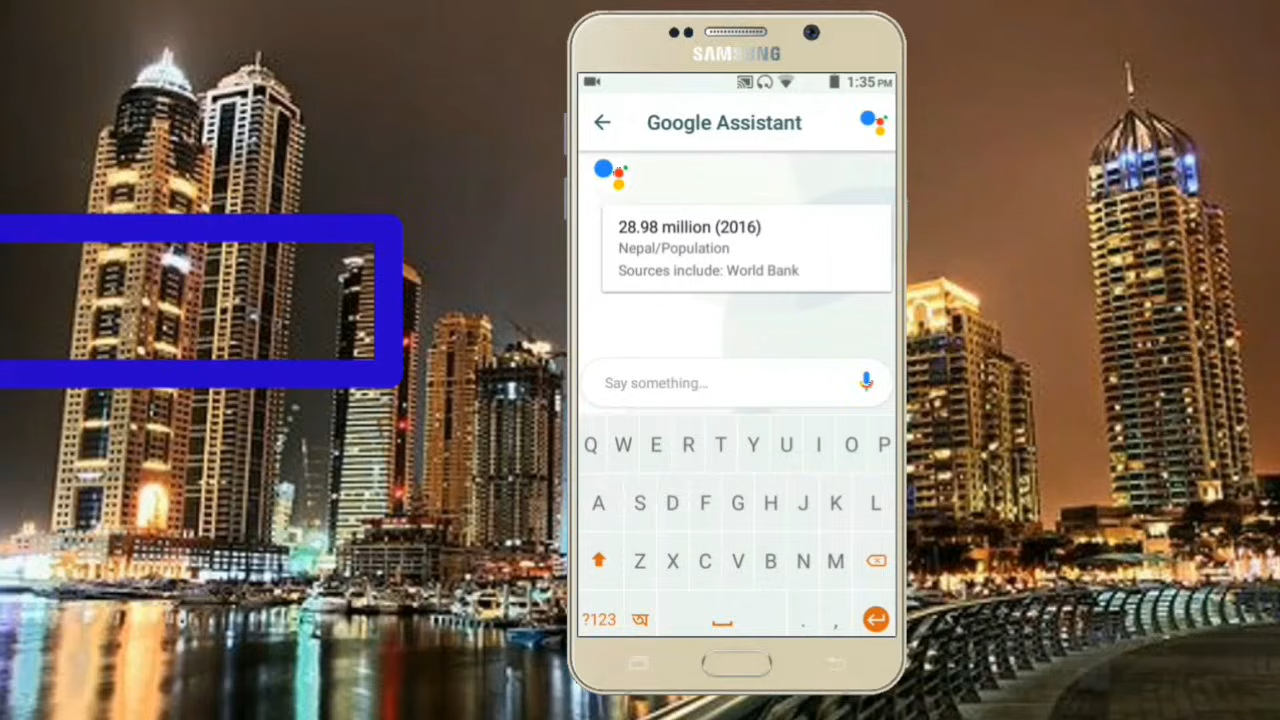 SAMSUNG
1:35 PM
Google Assistant
28.98 million (2016)
Nepal/Population
Sources include: World Bank
Say something...
Q W E R T Y U I O P
A S D F G H J K L
Z X C V B N M
?123 অ . ,